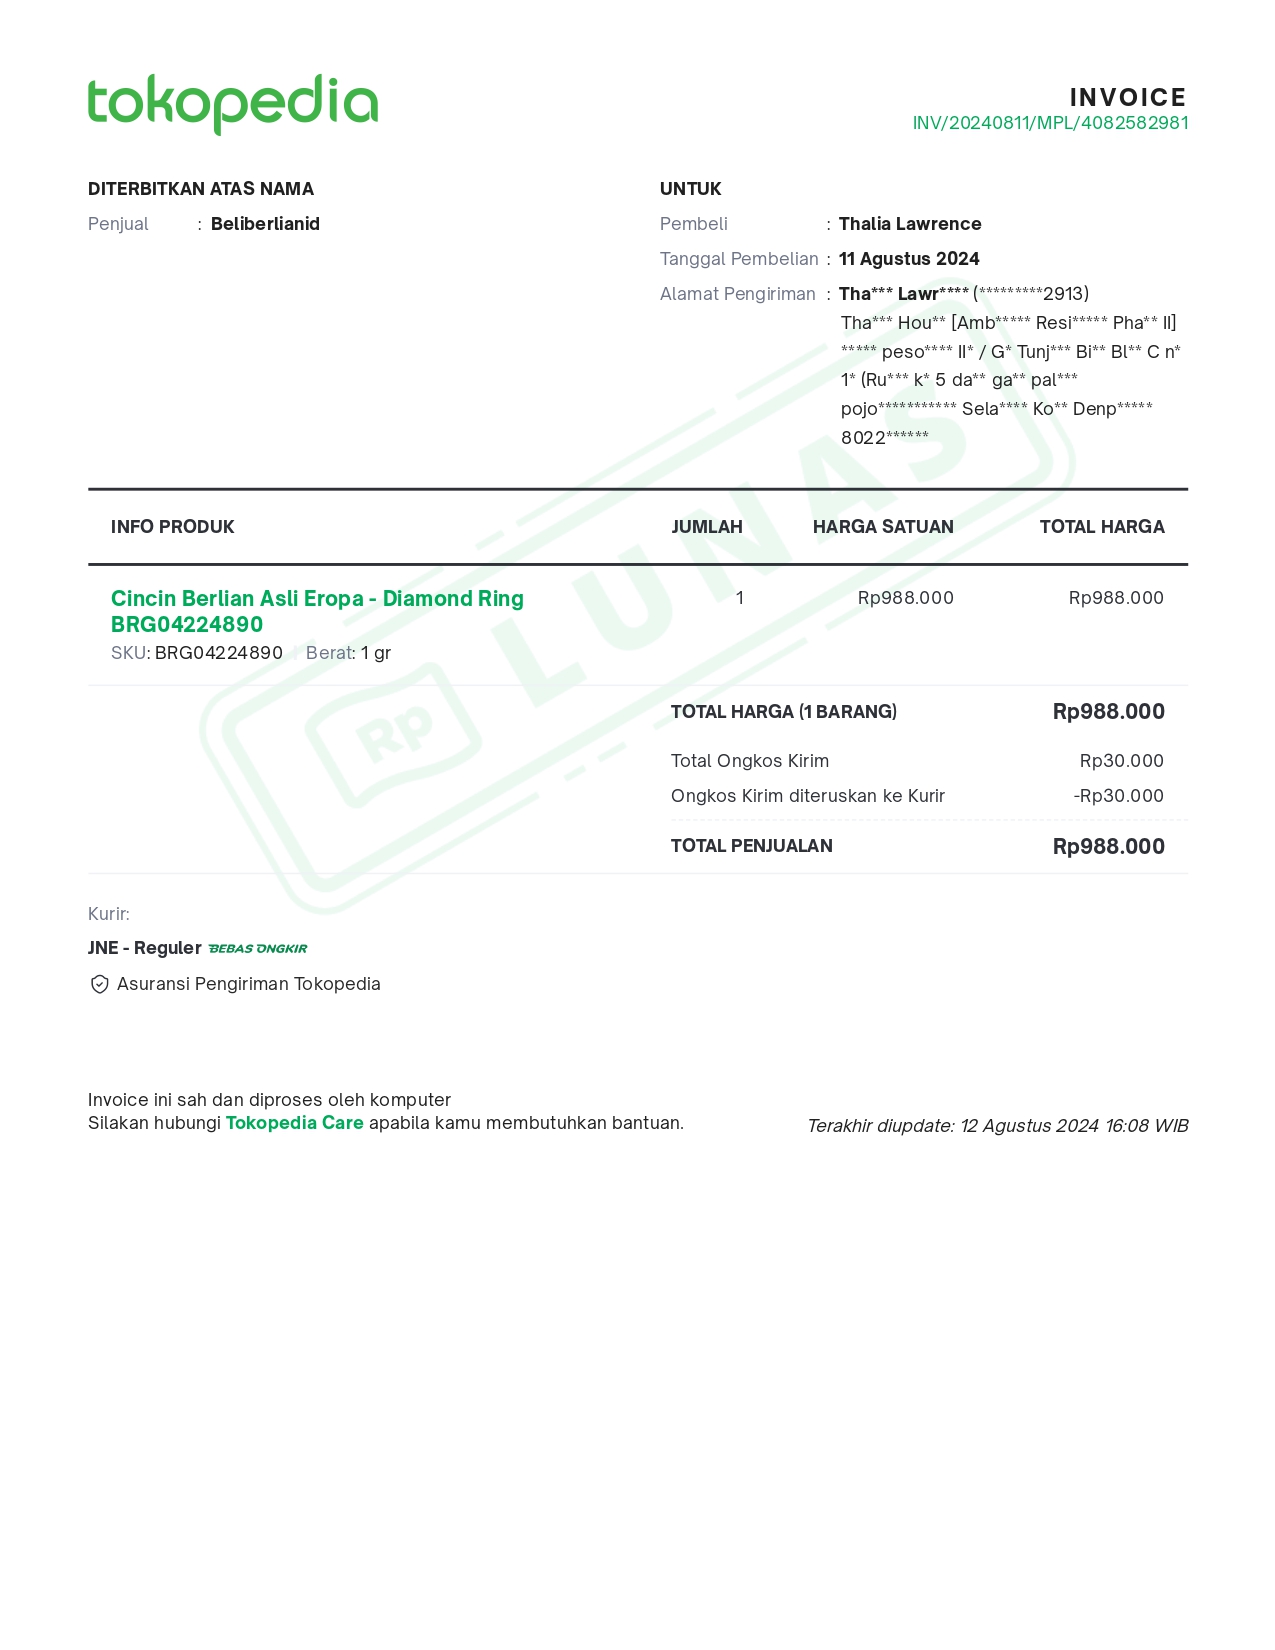 tokopedia
INVOICE
INV/20240811/MPL/4082582981
DITERBITKAN ATAS NAMA
Penjual : Beliberlianid
UNTUK
Pembeli : Thalia Lawrence
Tanggal Pembelian : 11 Agustus 2024
Alamat Pengiriman : Tha*** Lawr**** (*********2913)
Tha*** Hou** [Amb***** Resi***** Pha** II]
***** peso**** II* / G* Tunj*** Bi** Bl** C n*
1* (Ru*** k* 5 da** ga** pal***
pojo*********** Sela**** Ko** Denp*****
8022******
LUNAS
Rp
INFO PRODUK JUMLAH HARGA SATUAN TOTAL HARGA
Cincin Berlian Asli Eropa - Diamond Ring 1 Rp988.000 Rp988.000
BRG04224890
SKU: BRG04224890 Berat: 1 gr
TOTAL HARGA (1 BARANG) Rp988.000
Total Ongkos Kirim Rp30.000
Ongkos Kirim diteruskan ke Kurir -Rp30.000
TOTAL PENJUALAN Rp988.000
Kurir:
JNE - Reguler BEBAS ONGKIR
Asuransi Pengiriman Tokopedia
Invoice ini sah dan diproses oleh komputer
Silakan hubungi Tokopedia Care apabila kamu membutuhkan bantuan.
Terakhir diupdate: 12 Agustus 2024 16:08 WIB